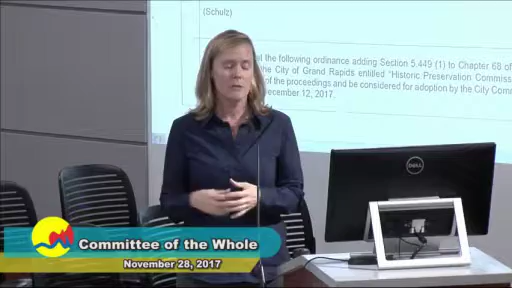 (Schulz)
at the following ordinance adding Section 5.449 (1) to Chapter 68 of
the City of Grand Rapids entitled "Historic Preservation Commiss
of the proceedings and be considered for adoption by the City Com
December 12, 2017.
DELL
Committee of the Whole
November 28, 2017